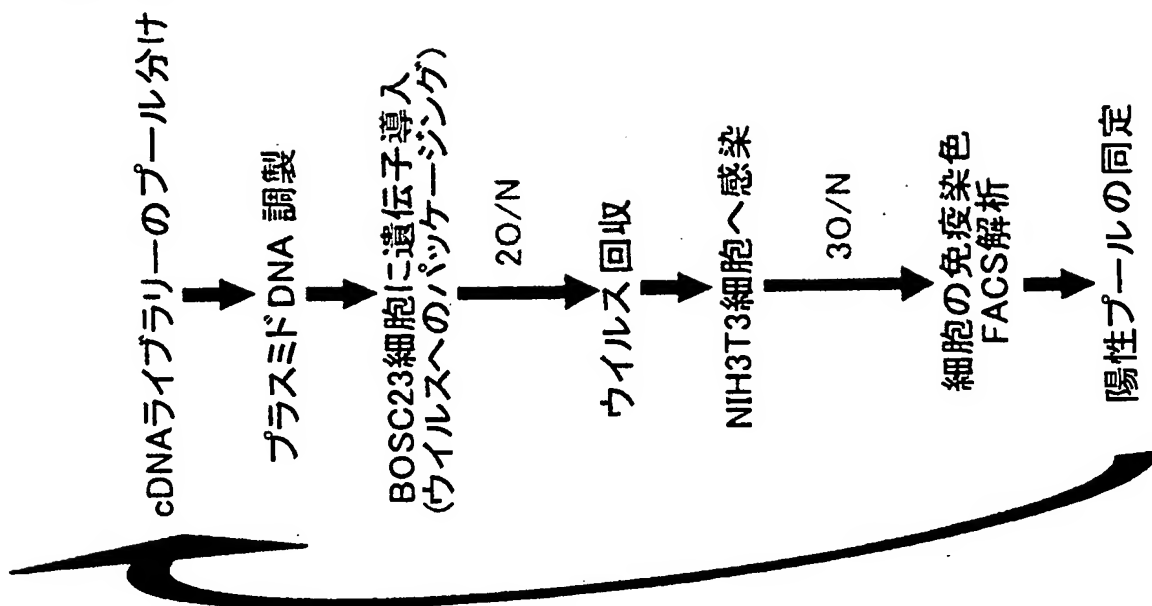 cDNAライブラリーのプール分け
プラスミドDNA 調製
BOSC23細胞に遺伝子導入
(ウイルスへのパッケージング)
2O/N
ウイルス回収
NIH3T3細胞へ感染
3O/N
細胞の免疫染色
FACS解析
陽性プールの同定